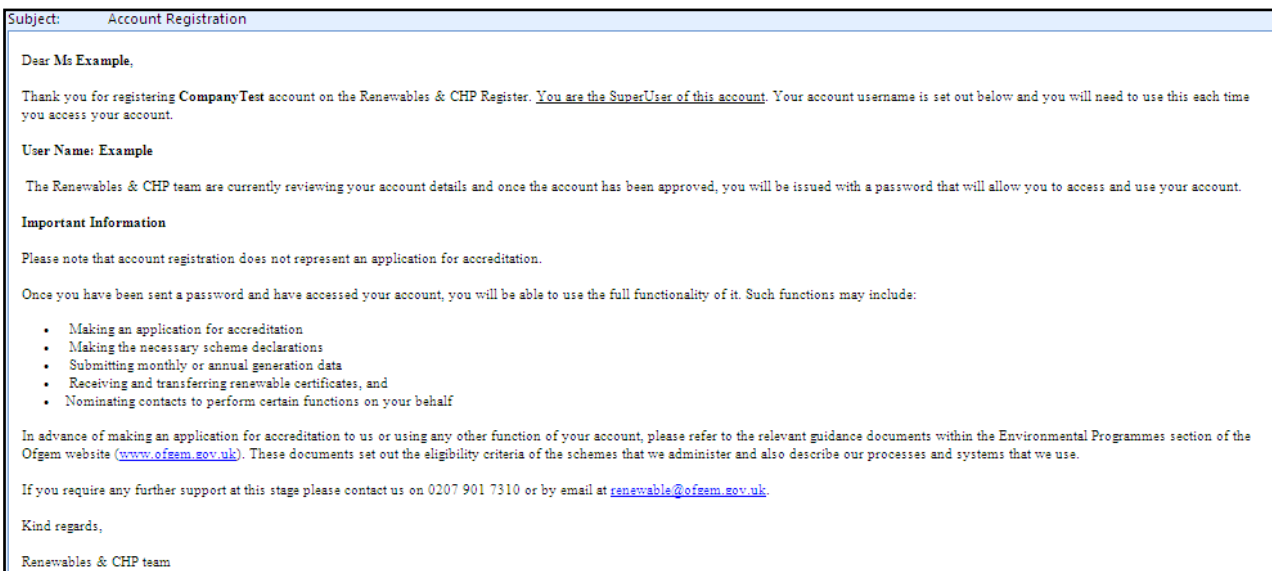 Subject: Account Registration
Dear Ms Example,
Thank you for registering CompanyTest account on the Renewables & CHP Register. You are the SuperUser of this account. Your account username is set out below and you will need to use this each time
you access your account.
User Name: Example
The Renewables & CHP team are currently reviewing your account details and once the account has been approved, you will be issued with a password that will allow you to access and use your account.
Important Information
Please note that account registration does not represent an application for accreditation.
Once you have been sent a password and have accessed your account, you will be able to use the full functionality of it. Such functions may include:
• Making an application for accreditation
• Making the necessary scheme declarations
• Submitting monthly or annual generation data
• Receiving and transferring renewable certificates, and
• Nominating contacts to perform certain functions on your behalf
In advance of making an application for accreditation to us or using any other function of your account, please refer to the relevant guidance documents within the Environmental Programmes section of the
Ofgem website (www.ofgem.gov.uk). These documents set out the eligibility criteria of the schemes that we administer and also describe our processes and systems that we use.
If you require any further support at this stage please contact us on 0207 901 7310 or by email at renewable@ofgem.gov.uk.
Kind regards,
Renewables & CHP team